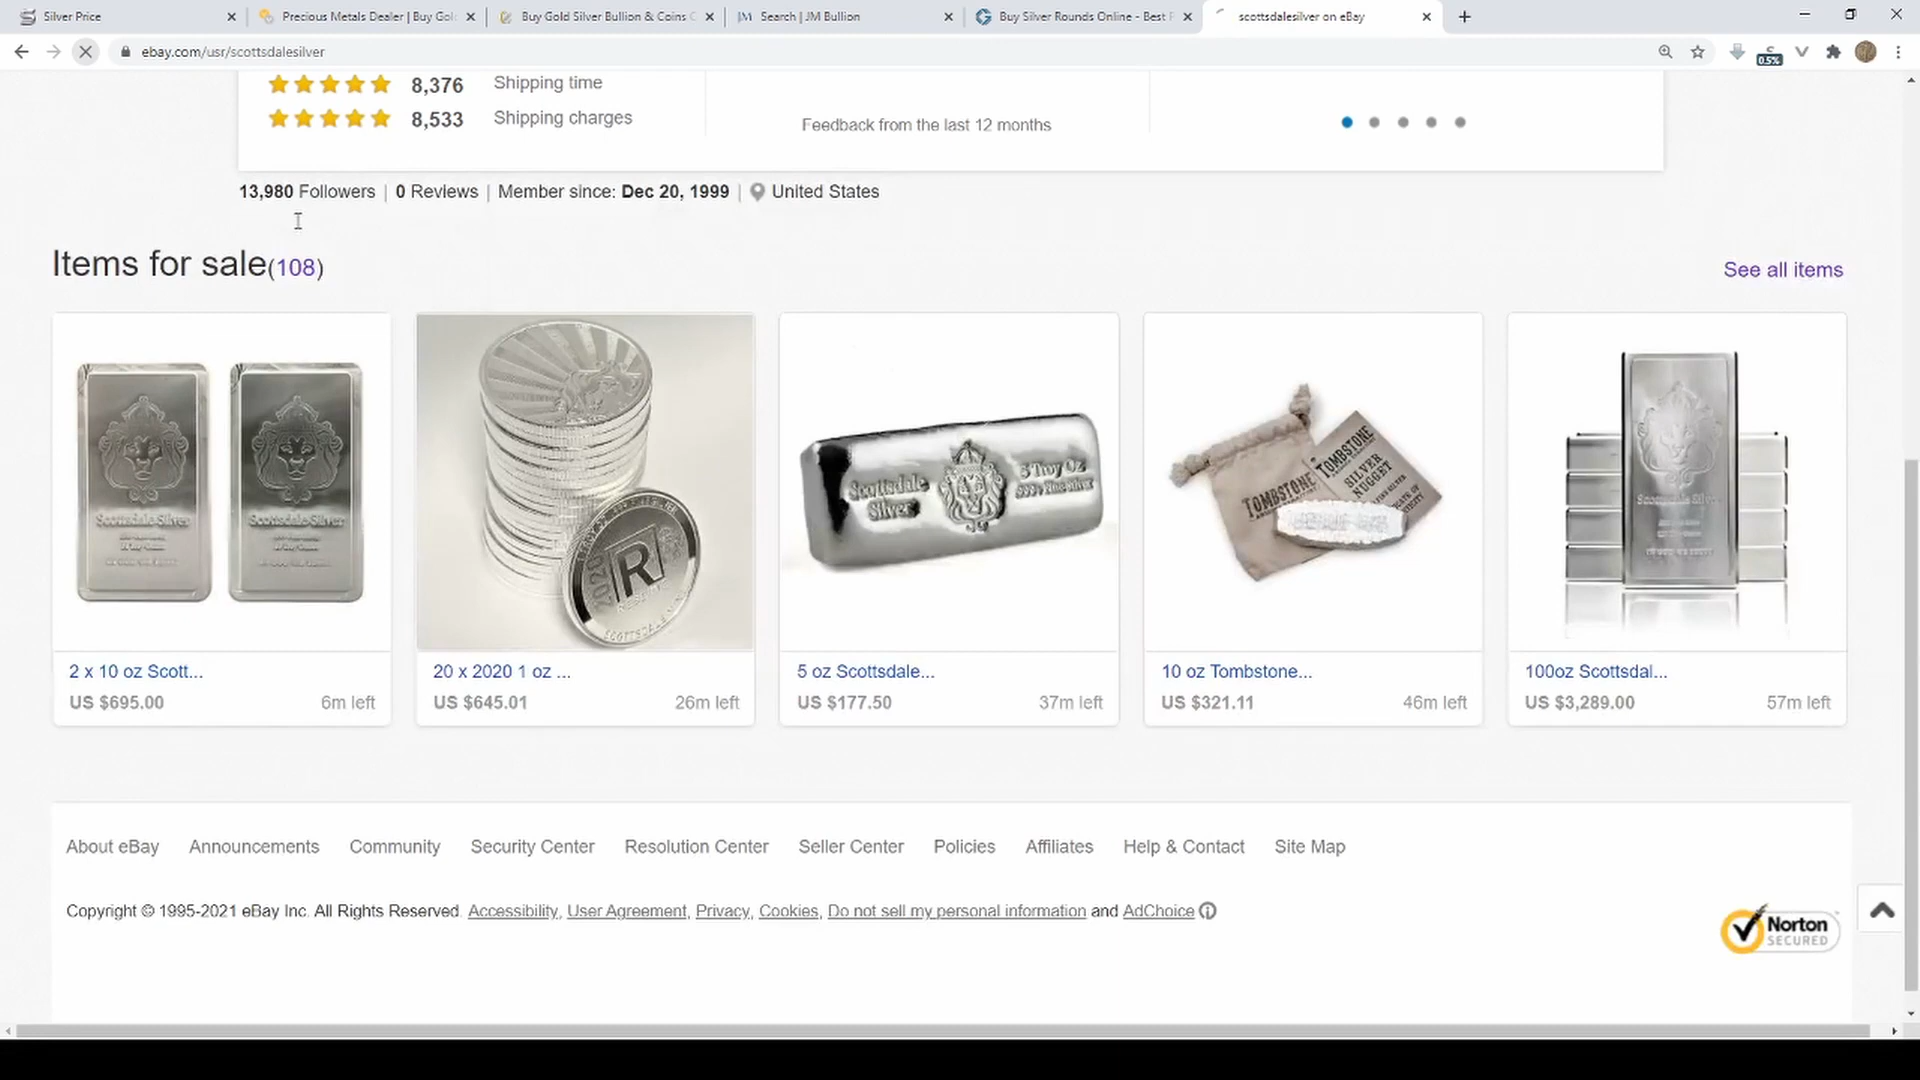 Silver Price
Precious Metals Dealer | Buy Gol
Buy Gold Silver Bullion & Coins
Search | JM Bullion
Buy Silver Rounds Online - Best
scottsdalesilver on eBay
ebay.com/usr/scottsdalesilver
0.5%
8,376 Shipping time
8,533 Shipping charges
Feedback from the last 12 months
13,980 Followers | 0 Reviews | Member since: Dec 20, 1999 | United States
Items for sale(108)
See all items
Scottsdale Silver
Scottsdale Silver
2020
R
Scottsdale
Silver
5 Troy Oz
TOMBSTONE
TOMBSTONE
SILVER
NUGGET
Scottsdale Silver
2 x 10 oz Scott...
US $695.00 6m left
20 x 2020 1 oz ...
US $645.01 26m left
5 oz Scottsdale...
US $177.50 37m left
10 oz Tombstone...
US $321.11 46m left
100oz Scottsdal...
US $3,289.00 57m left
About eBay Announcements Community Security Center Resolution Center Seller Center Policies Affiliates Help & Contact Site Map
Copyright © 1995-2021 eBay Inc. All Rights Reserved. Accessibility, User Agreement, Privacy, Cookies, Do not sell my personal information and AdChoice
Norton
SECURED